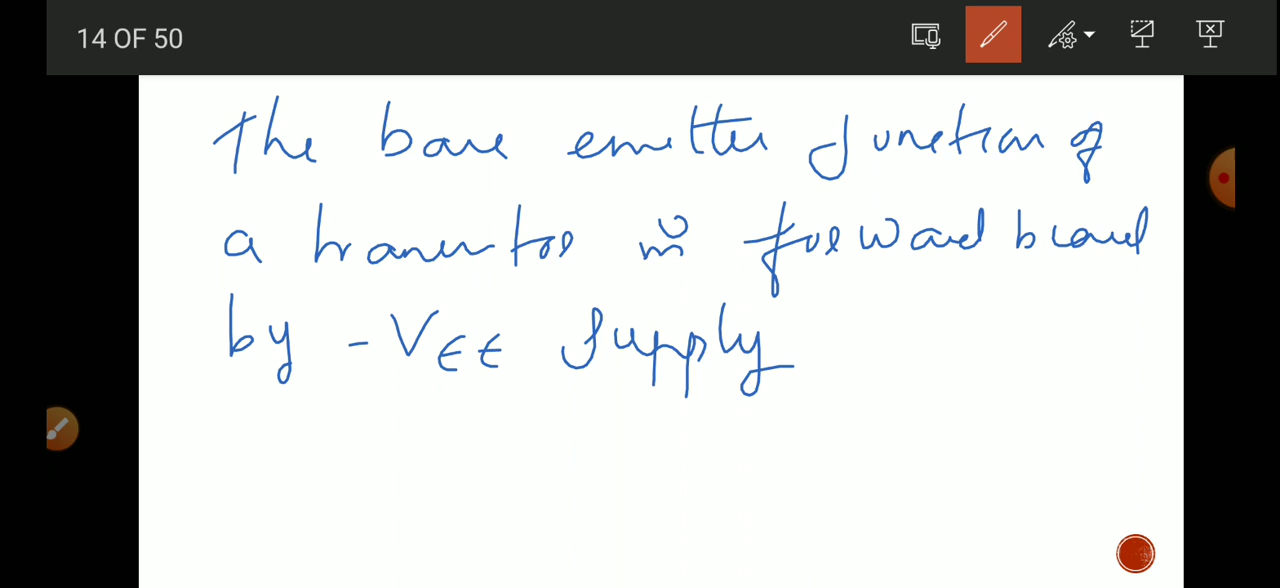 14 OF 50
The base emitter Junction of
a transistor is forward biased
by - VEE Supply